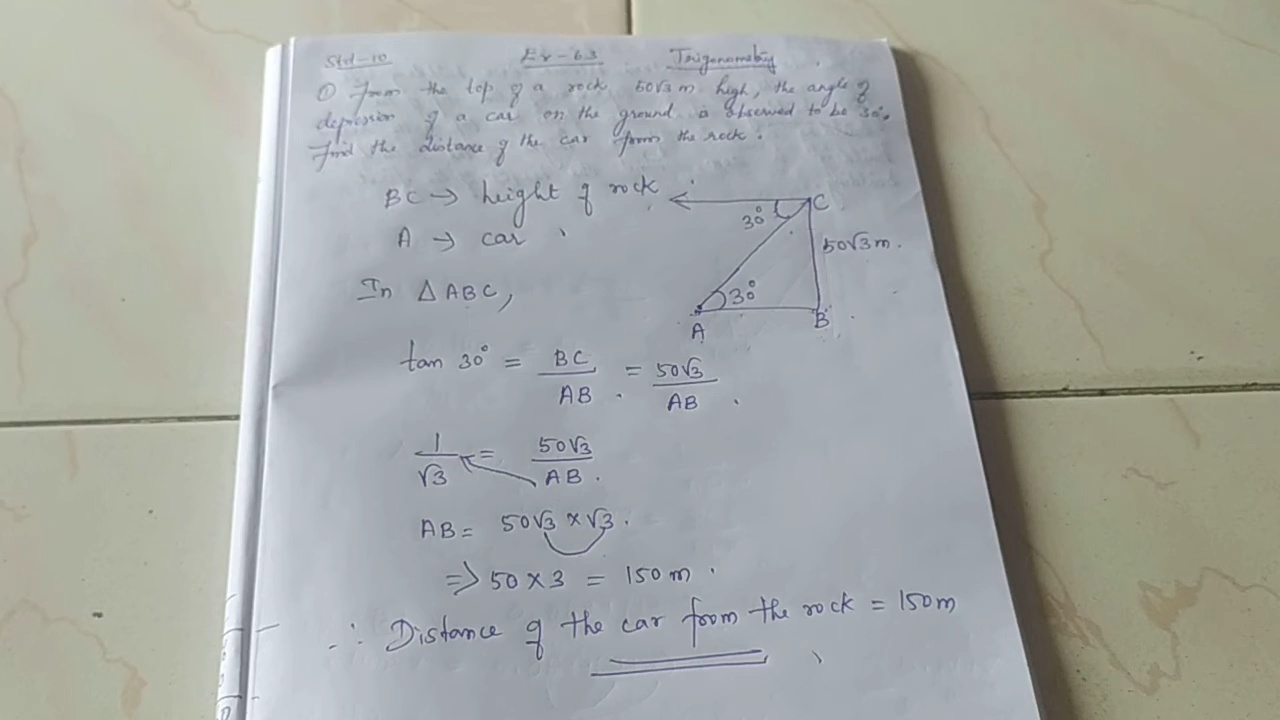 Std-10 Ex-6.3 Trigonometry
① From the top of a rock 50√3 m high, the angle of
depression of a car on the ground is observed to be 30°.
Find the distance of the car from the rock.
BC → height of rock
A → car
In △ ABC,
C
30°
50√3 m.
30°
A
B
tan 30° = BC/AB = 50√3/AB.
1/√3 = 50√3/AB.
AB = 50√3 × √3.
⇒ 50 × 3 = 150 m.
∴ Distance of the car from the rock = 150m